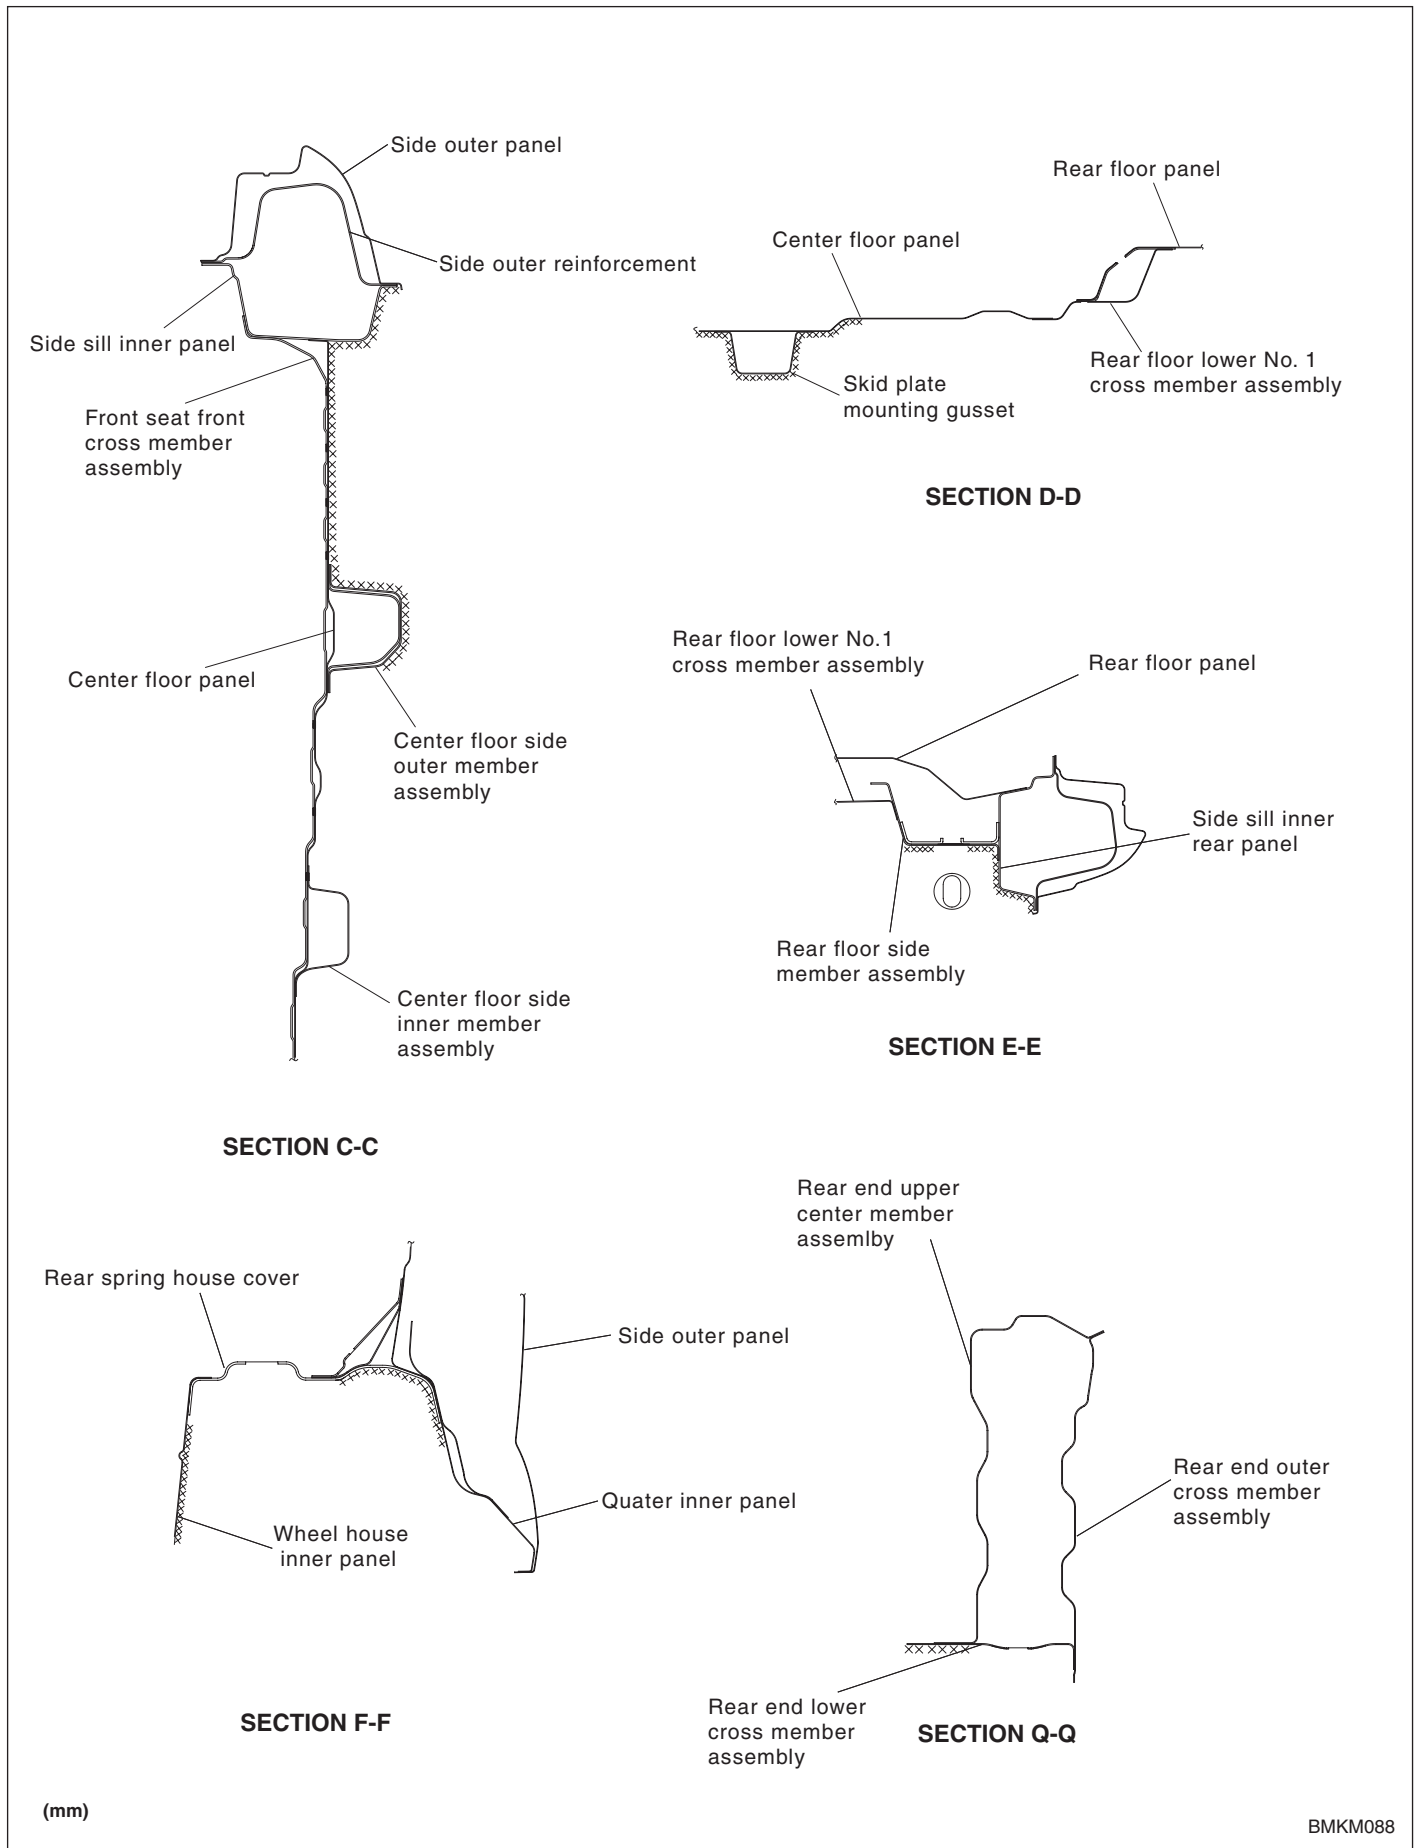 Side outer panel
Side outer reinforcement
Side sill inner panel
Front seat front
cross member
assembly
Center floor panel
Center floor side
outer member
assembly
Center floor side
inner member
assembly
SECTION C-C
Rear floor panel
Center floor panel
Rear floor lower No. 1
cross member assembly
Skid plate
mounting gusset
SECTION D-D
Rear floor lower No.1
cross member assembly
Rear floor panel
Side sill inner
rear panel
Rear floor side
member assembly
SECTION E-E
Rear spring house cover
Side outer panel
Quater inner panel
Wheel house
inner panel
SECTION F-F
Rear end upper
center member
assemlby
Rear end outer
cross member
assembly
Rear end lower
cross member
assembly
SECTION Q-Q
(mm)
BMKM088